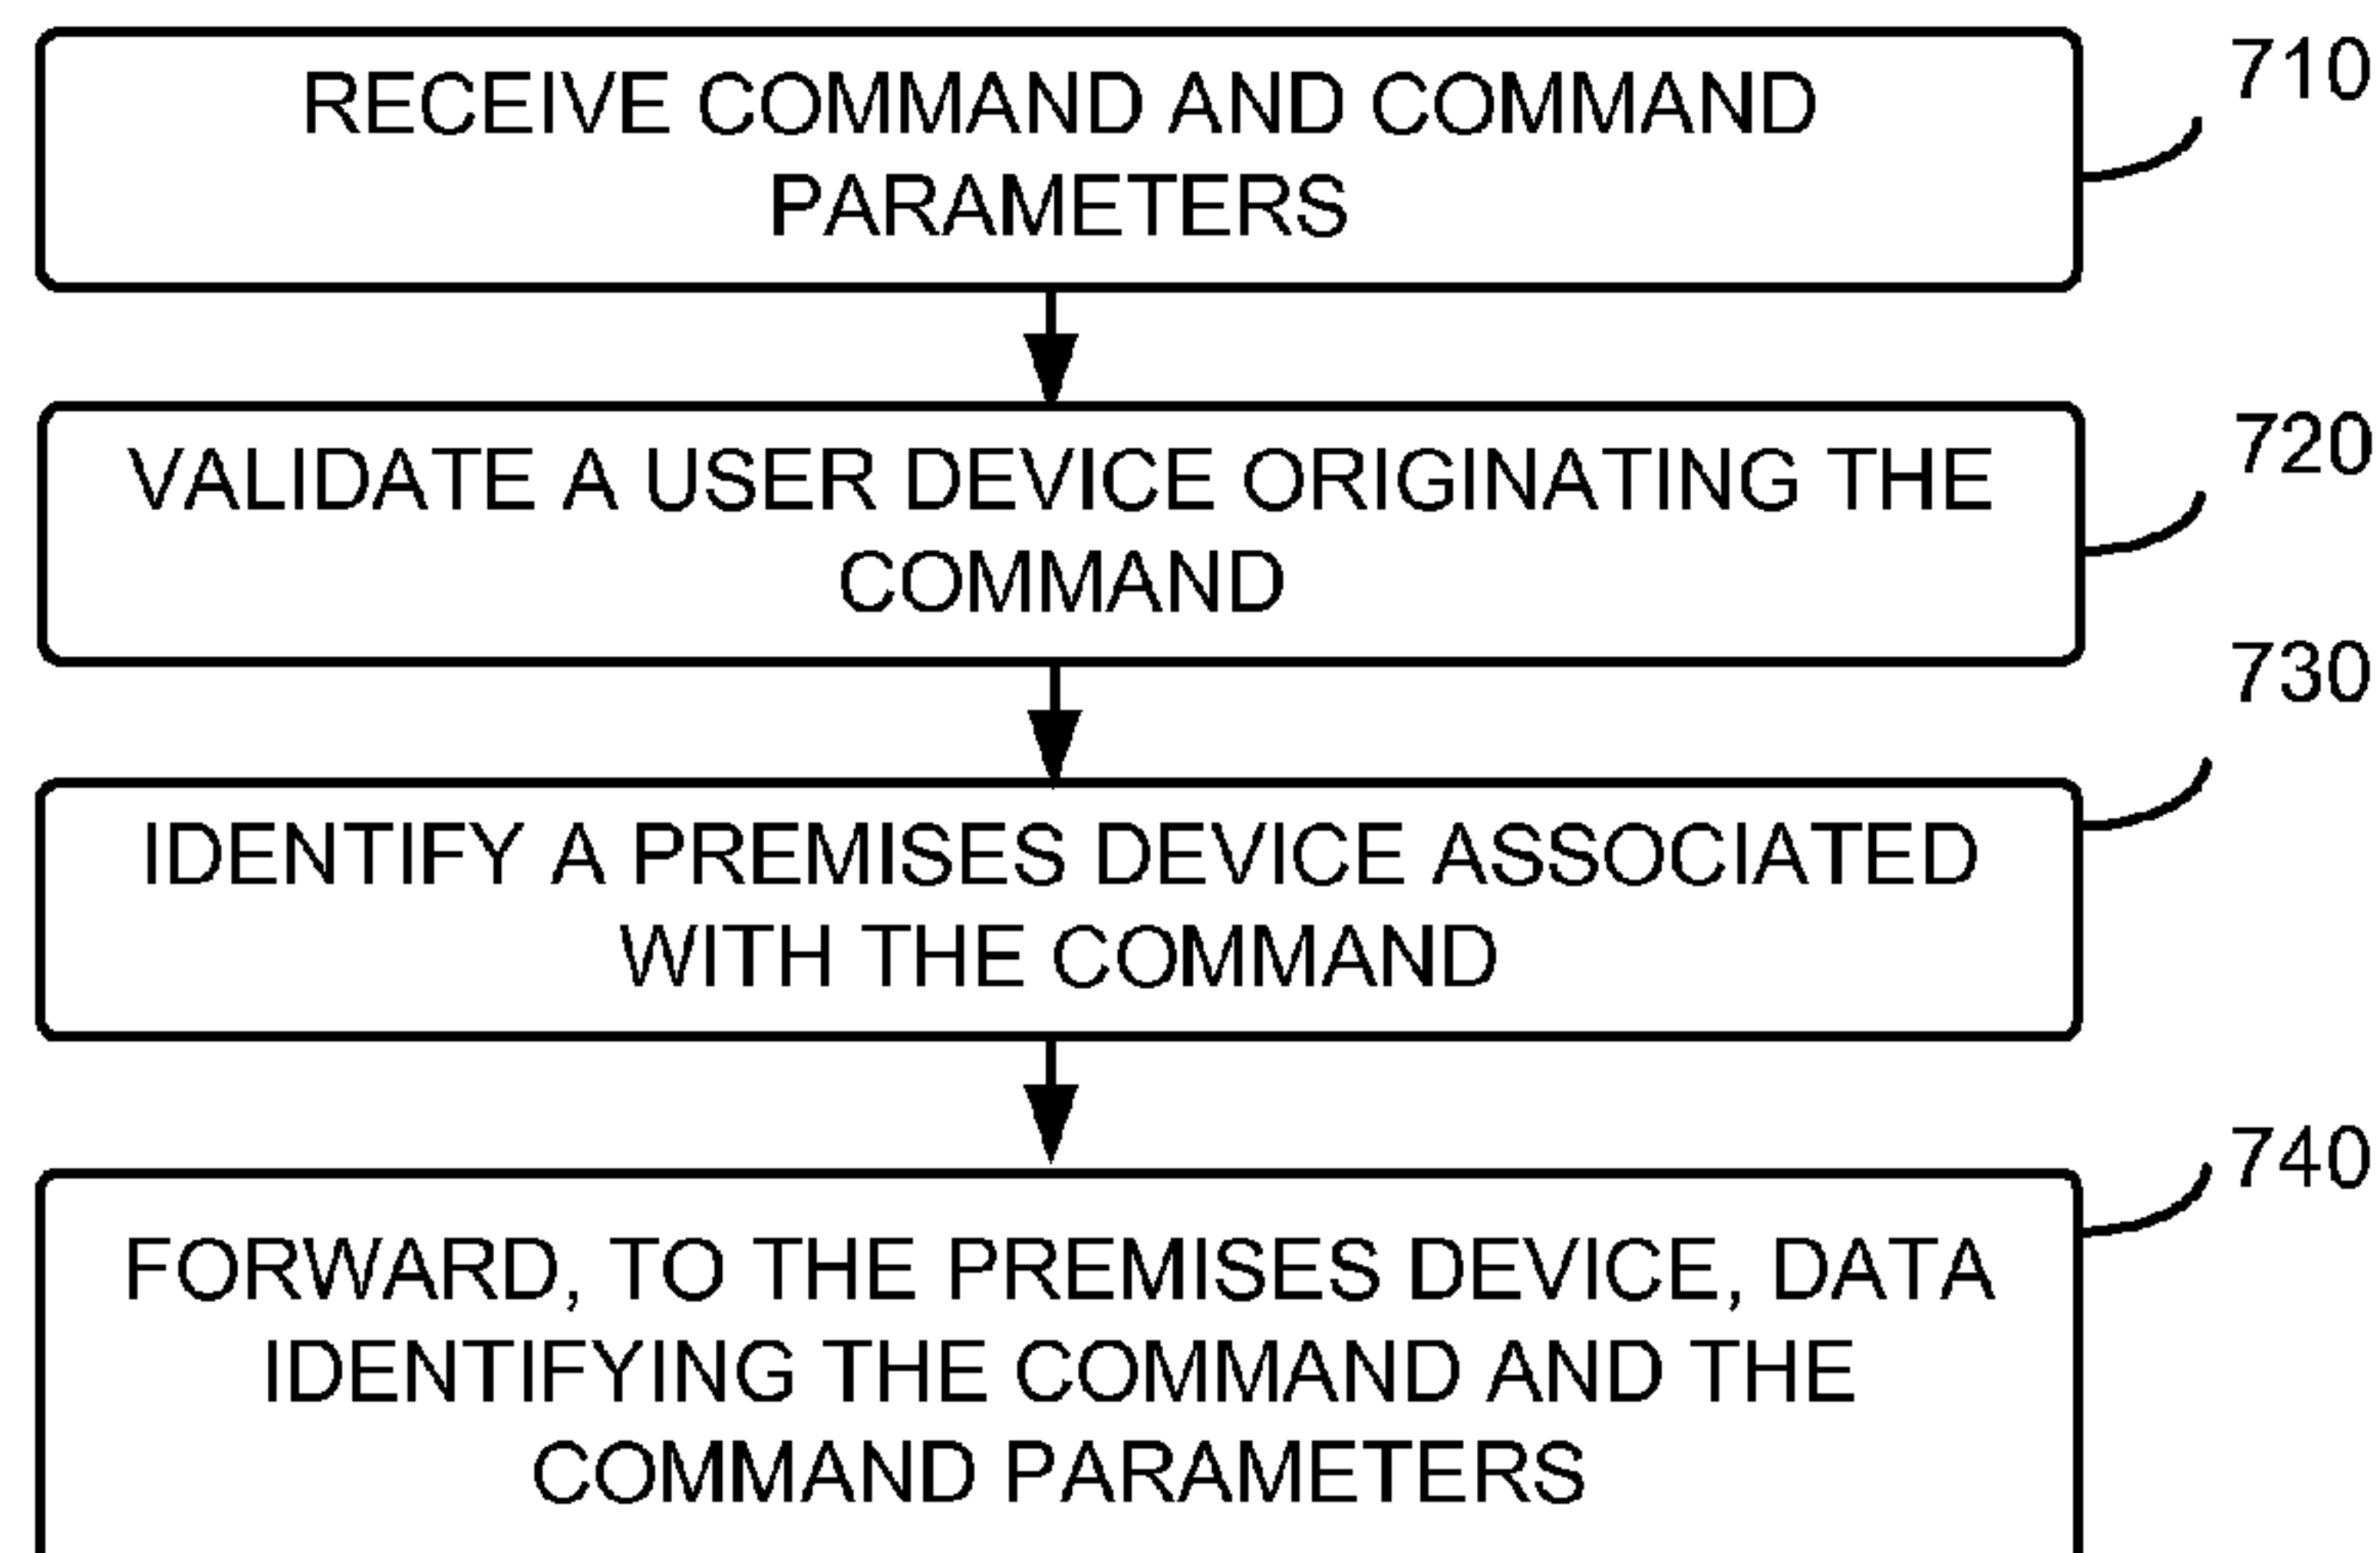 RECEIVE COMMAND AND COMMAND
PARAMETERS
710
VALIDATE A USER DEVICE ORIGINATING THE
COMMAND
720
IDENTIFY A PREMISES DEVICE ASSOCIATED
WITH THE COMMAND
730
FORWARD, TO THE PREMISES DEVICE, DATA
IDENTIFYING THE COMMAND AND THE
COMMAND PARAMETERS
740